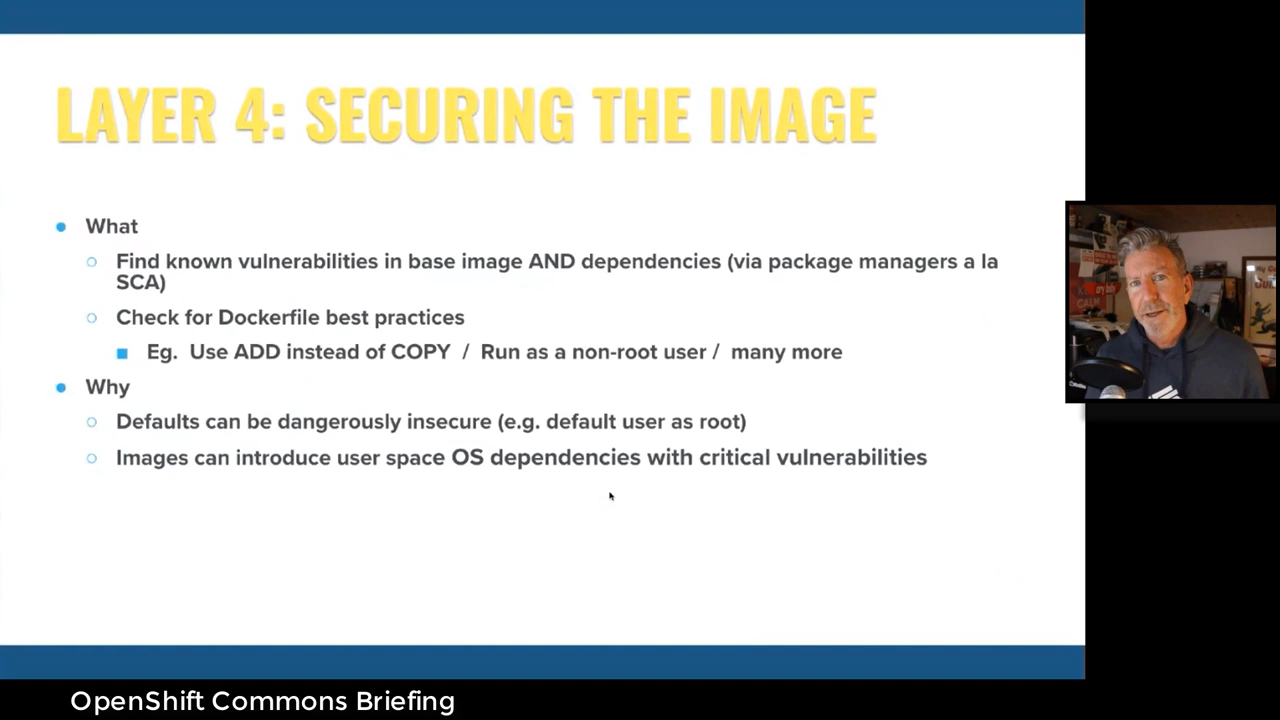 LAYER 4: SECURING THE IMAGE
What
Find known vulnerabilities in base image AND dependencies (via package managers a la
SCA)
Check for Dockerfile best practices
Eg. Use ADD instead of COPY / Run as a non-root user / many more
Why
Defaults can be dangerously insecure (e.g. default user as root)
Images can introduce user space OS dependencies with critical vulnerabilities
OpenShift Commons Briefing